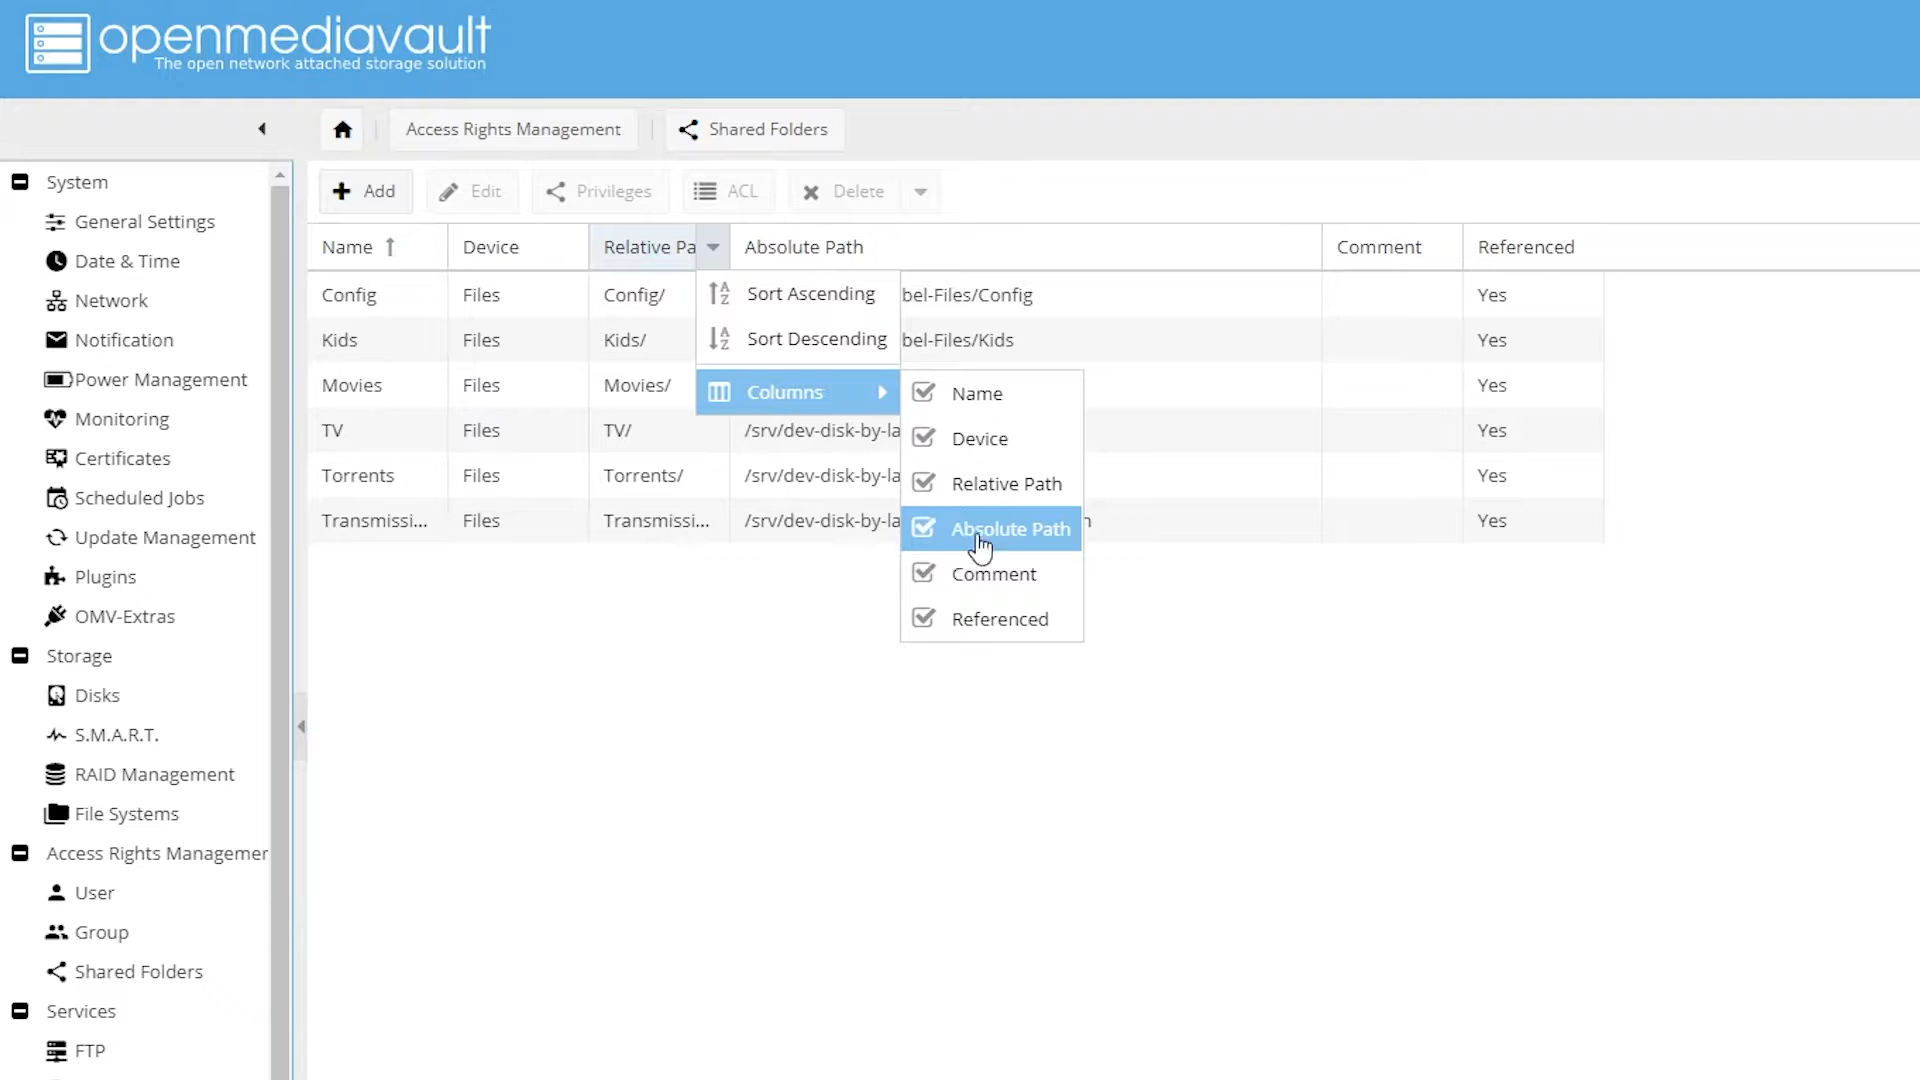 openmediavault
The open network attached storage solution
Access Rights Management
Shared Folders
System
General Settings
Date & Time
Network
Notification
Power Management
Monitoring
Certificates
Scheduled Jobs
Update Management
Plugins
OMV-Extras
Storage
Disks
S.M.A.R.T.
RAID Management
File Systems
Access Rights Managemer
User
Group
Shared Folders
Services
FTP
Add Edit Privileges ACL Delete
Name Device Relative Pa Absolute Path Comment Referenced
Config Files Config/ bel-Files/Config Yes
Kids Files Kids/ bel-Files/Kids Yes
Movies Files Movies/ Yes
TV Files TV/ /srv/dev-disk-by-la Yes
Torrents Files Torrents/ /srv/dev-disk-by-la Yes
Transmissi... Files Transmissi... /srv/dev-disk-by-la n Yes
Sort Ascending
Sort Descending
Columns
Name
Device
Relative Path
Absolute Path
Comment
Referenced